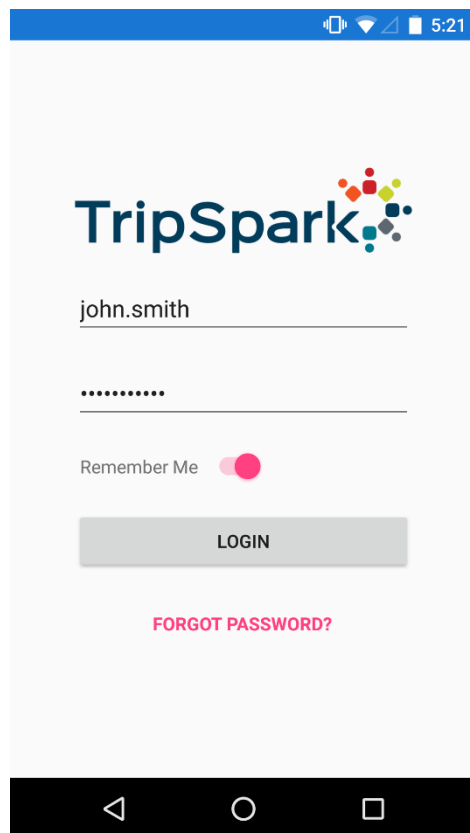 5:21
TripSpark
john.smith
•••••••••••
Remember Me
LOGIN
FORGOT PASSWORD?